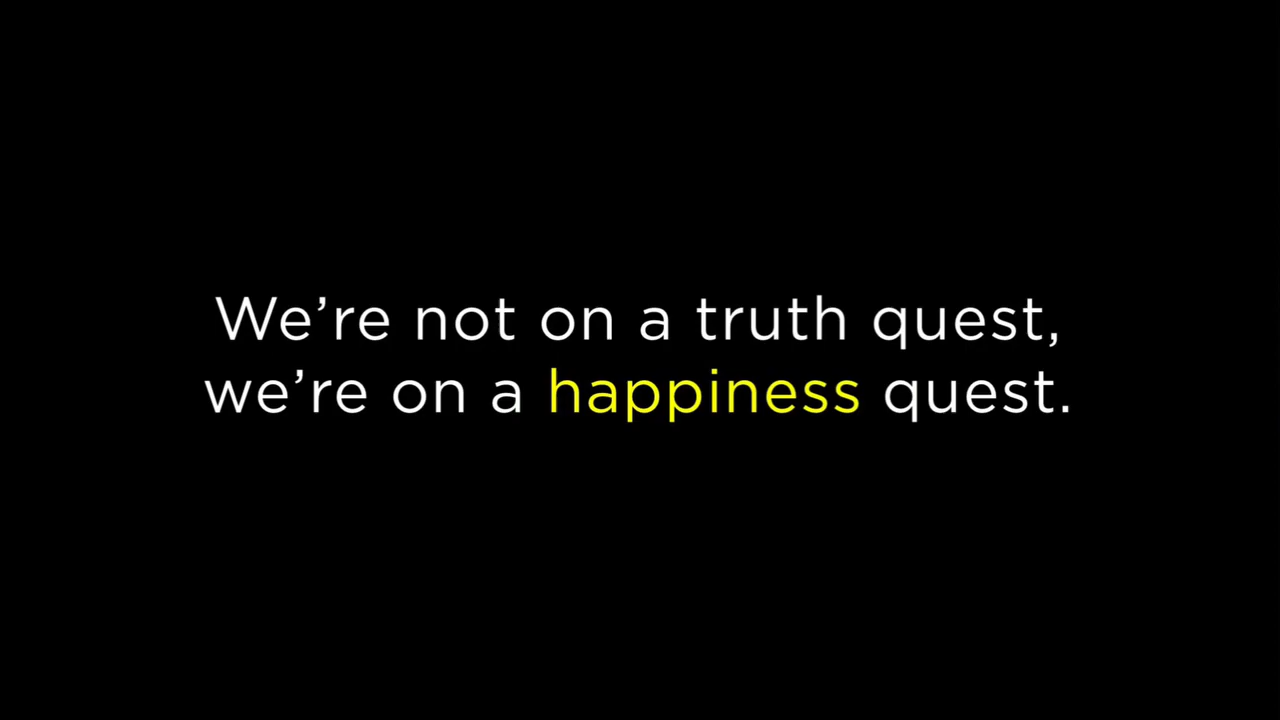 We’re not on a truth quest,
we’re on a happiness quest.